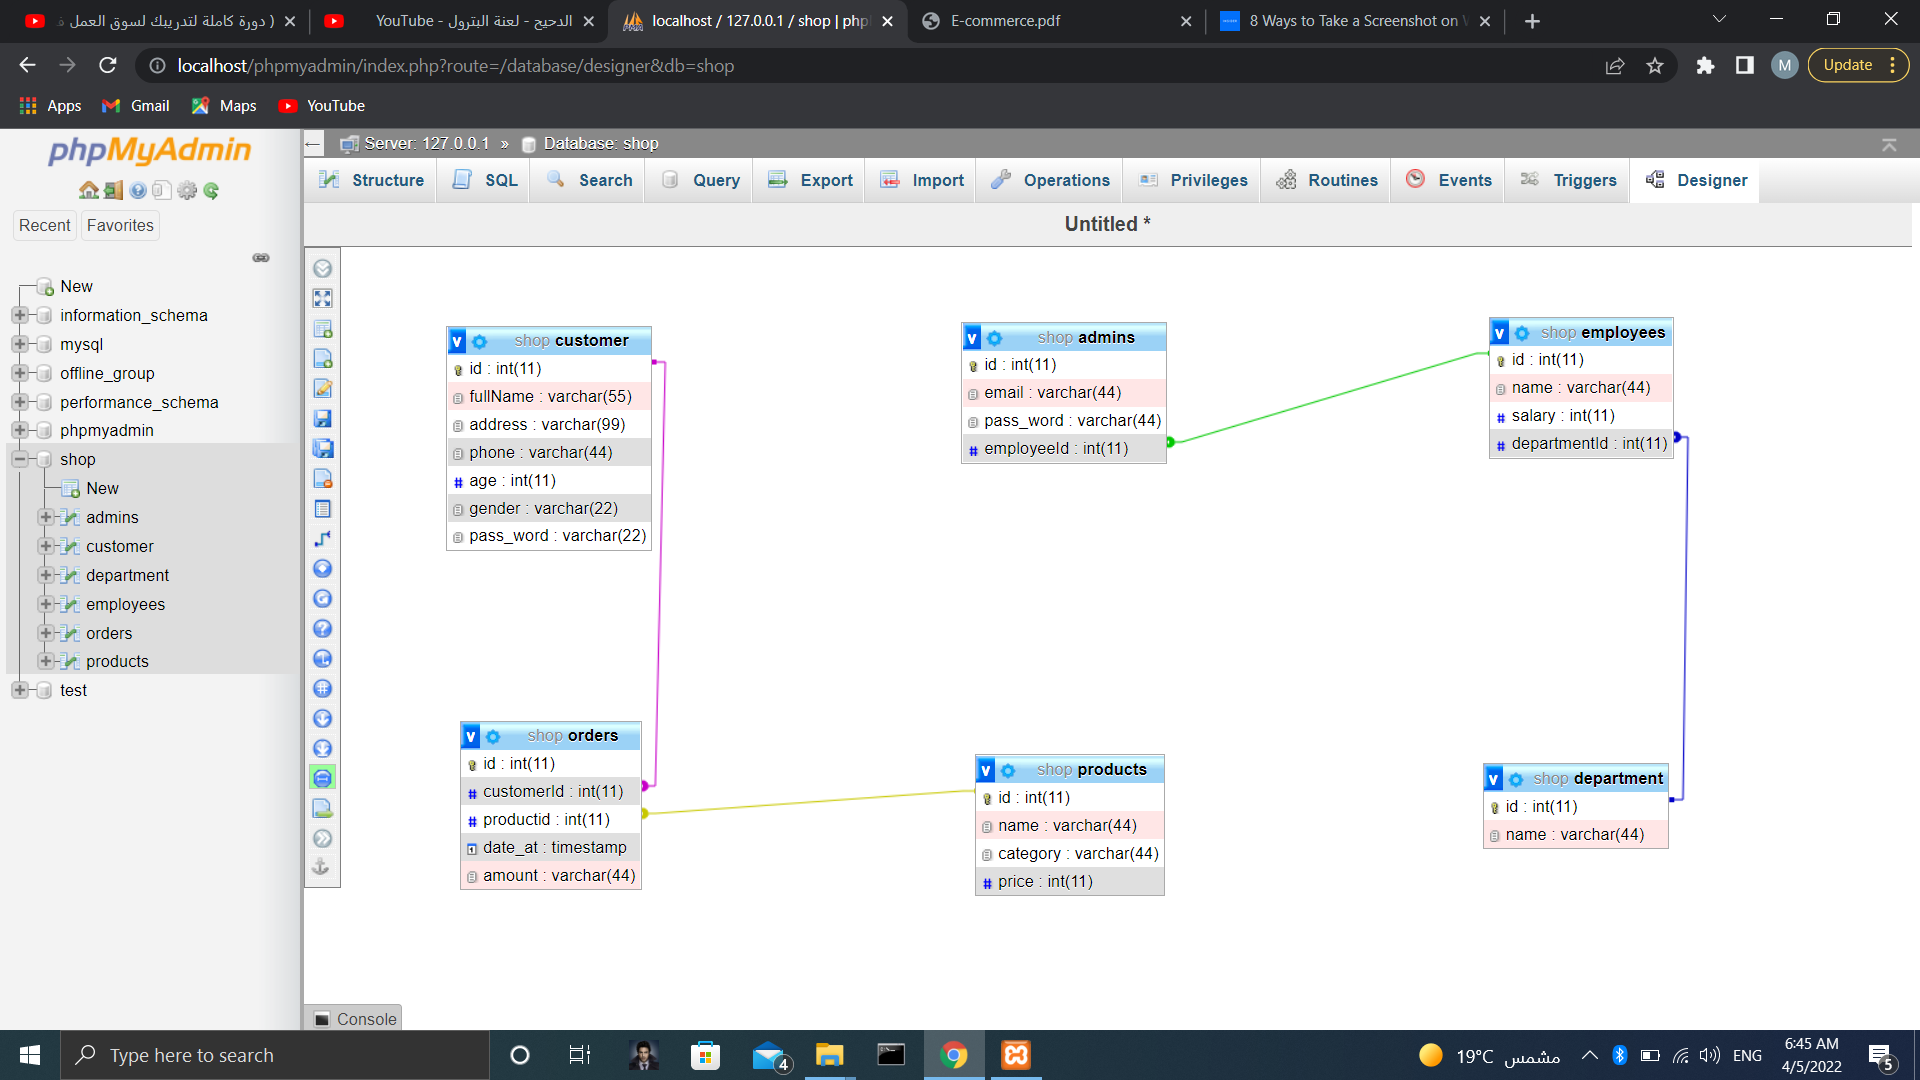 ( دورة كاملة لتدريبك لسوق العمل ف
YouTube - الدحيح - لعنة البترول
localhost / 127.0.0.1 / shop | php
E-commerce.pdf
8 Ways to Take a Screenshot on
localhost/phpmyadmin/index.php?route=/database/designer&db=shop
M
Update
Apps
Gmail
Maps
YouTube
phpMyAdmin
Recent
Favorites
New
information_schema
mysql
offline_group
performance_schema
phpmyadmin
shop
New
admins
customer
department
employees
orders
products
test
Server: 127.0.0.1 » Database: shop
Structure
SQL
Search
Query
Export
Import
Operations
Privileges
Routines
Events
Triggers
Designer
Untitled *
v shop customer
id : int(11)
fullName : varchar(55)
address : varchar(99)
phone : varchar(44)
# age : int(11)
gender : varchar(22)
pass_word : varchar(22)
v shop admins
id : int(11)
email : varchar(44)
pass_word : varchar(44)
# employeeId : int(11)
v shop employees
id : int(11)
name : varchar(44)
# salary : int(11)
# departmentId : int(11)
v shop orders
id : int(11)
# customerId : int(11)
# productid : int(11)
date_at : timestamp
amount : varchar(44)
v shop products
id : int(11)
name : varchar(44)
category : varchar(44)
# price : int(11)
v shop department
id : int(11)
name : varchar(44)
Console
Type here to search
4
19°C مشمس
ENG
6:45 AM
4/5/2022
5